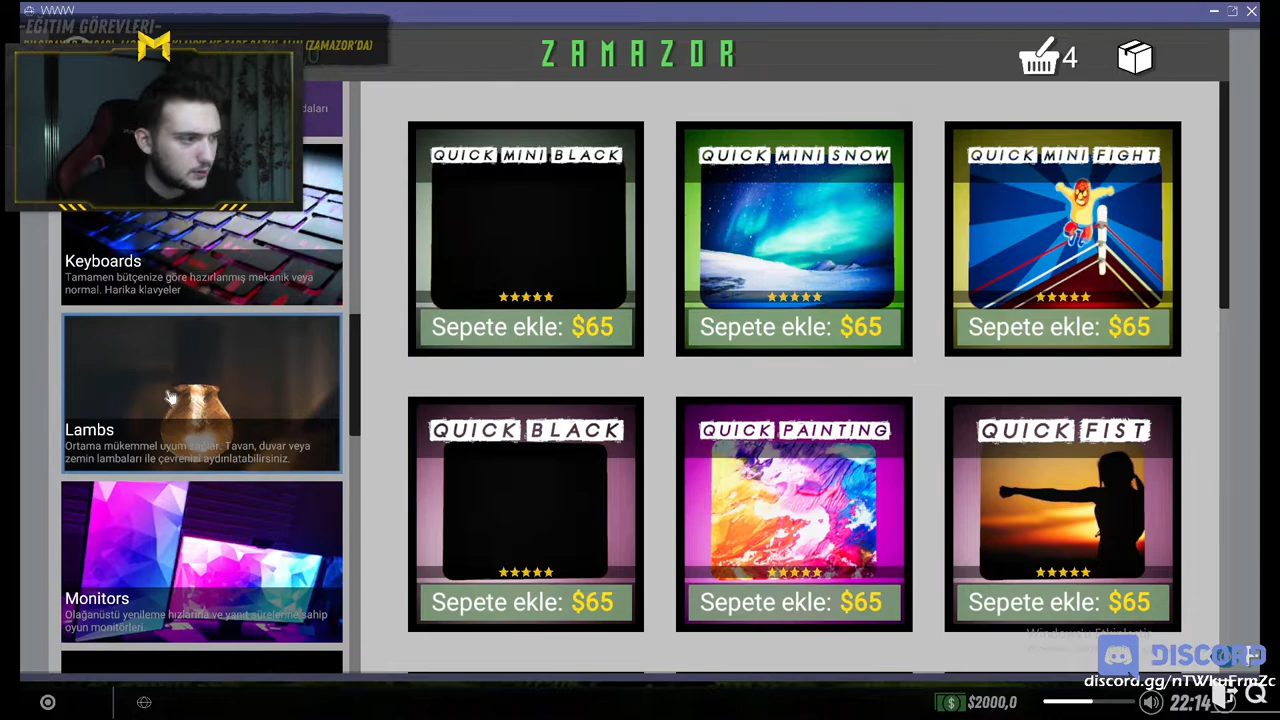 WWW
-EĞİTİM GÖREVLERİ-
(ZAMAZOR'DA)
ZAMAZOR
4
QUICK MINI BLACK
Sepete ekle: $65
QUICK MINI SNOW
Sepete ekle: $65
QUICK MINI FIGHT
Sepete ekle: $65
Keyboards
Tamamen bütçenize göre hazırlanmış mekanik veya
normal. Harika klavyeler
Lambs
Ortama mükemmel uyum sağlar. Tavan, duvar veya
zemin lambaları ile çevrenizi aydınlatabilirsiniz.
Monitors
Olağanüstü yenileme hızlarına ve yanıt sürelerine sahip
oyun monitörleri.
QUICK BLACK
Sepete ekle: $65
QUICK PAINTING
Sepete ekle: $65
QUICK FIST
Sepete ekle: $65
DISCORD
discord.gg/nTWkuFrmZc
$2000,0
22:14